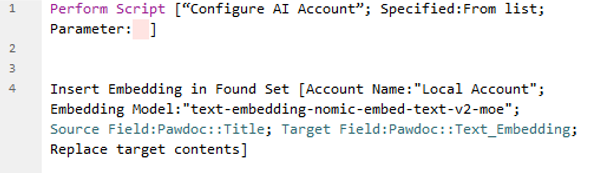 1 Perform Script [“Configure AI Account”; Specified:From list;
Parameter: ]
2
3
4 Insert Embedding in Found Set [Account Name:"Local Account";
Embedding Model:"text-embedding-nomic-embed-text-v2-moe";
Source Field:Pawdoc::Title; Target Field:Pawdoc::Text_Embedding;
Replace target contents]